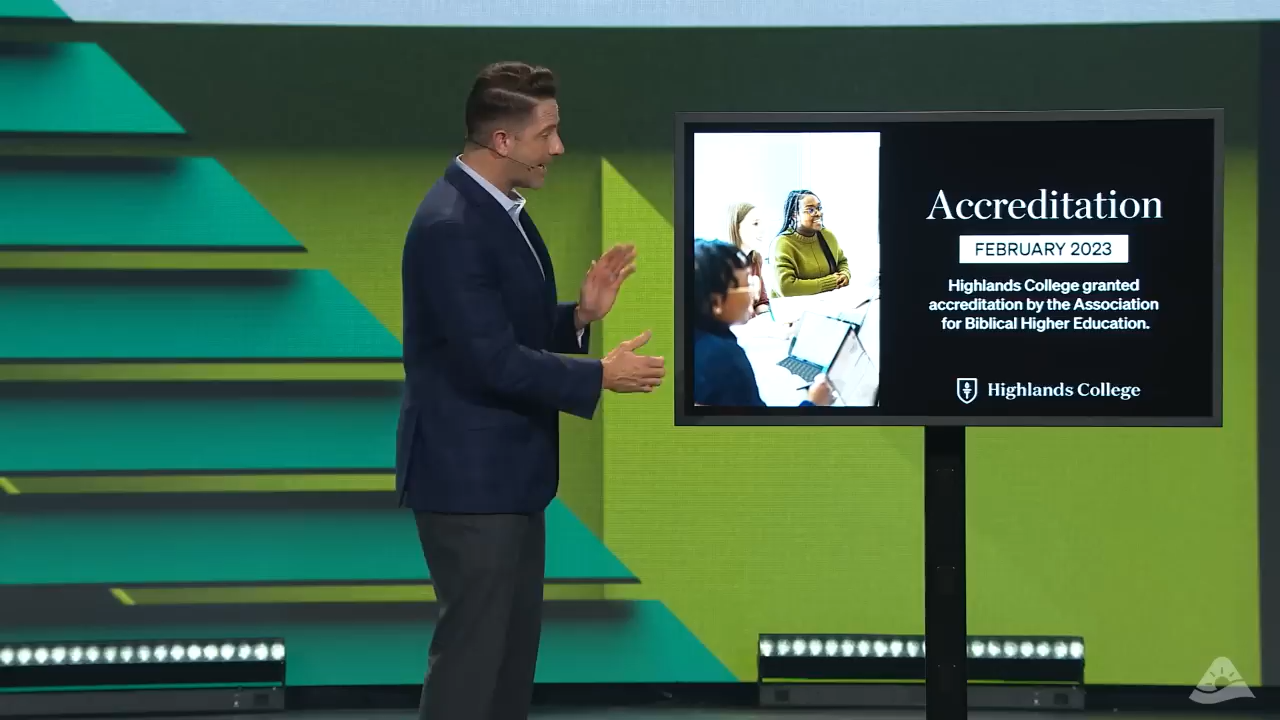 Accreditation
FEBRUARY 2023
Highlands College granted
accreditation by the Association
for Biblical Higher Education.
Highlands College